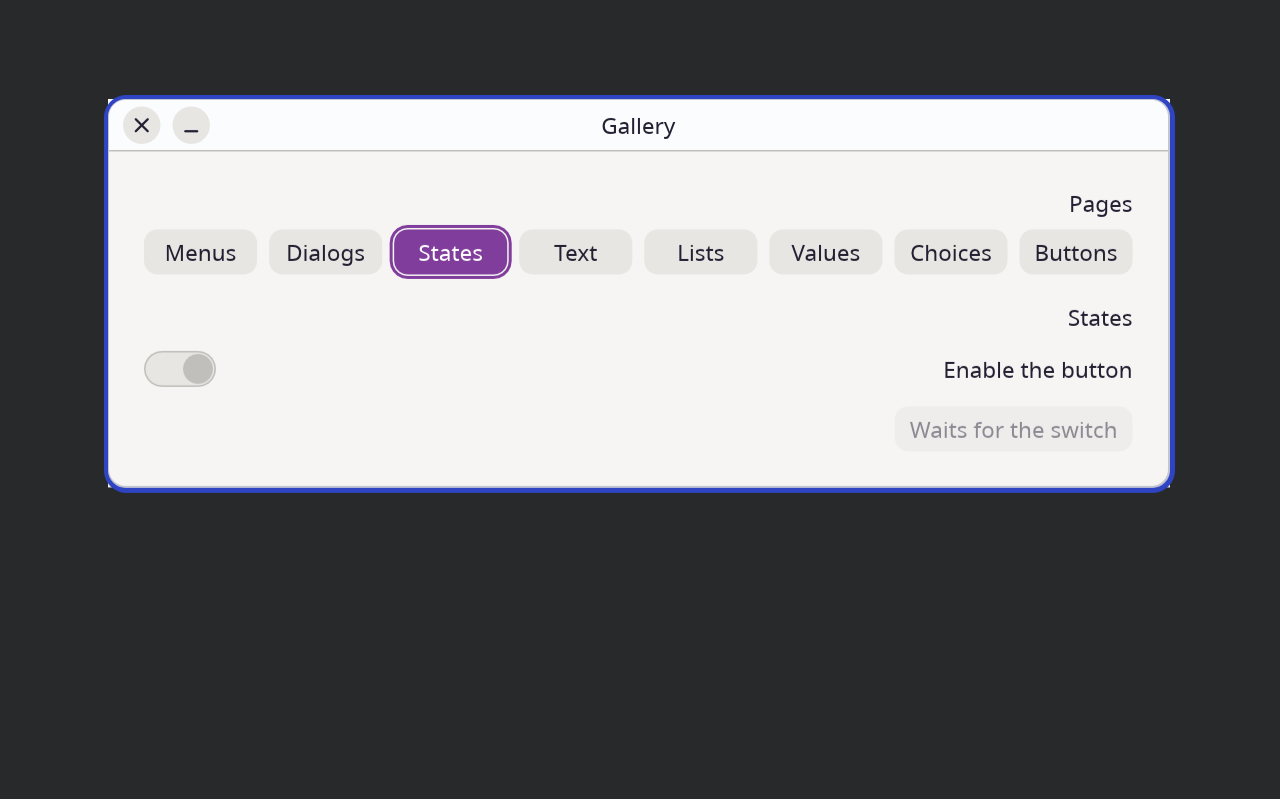 Gallery
Pages
Menus Dialogs States Text Lists Values Choices Buttons
States
Enable the button
Waits for the switch